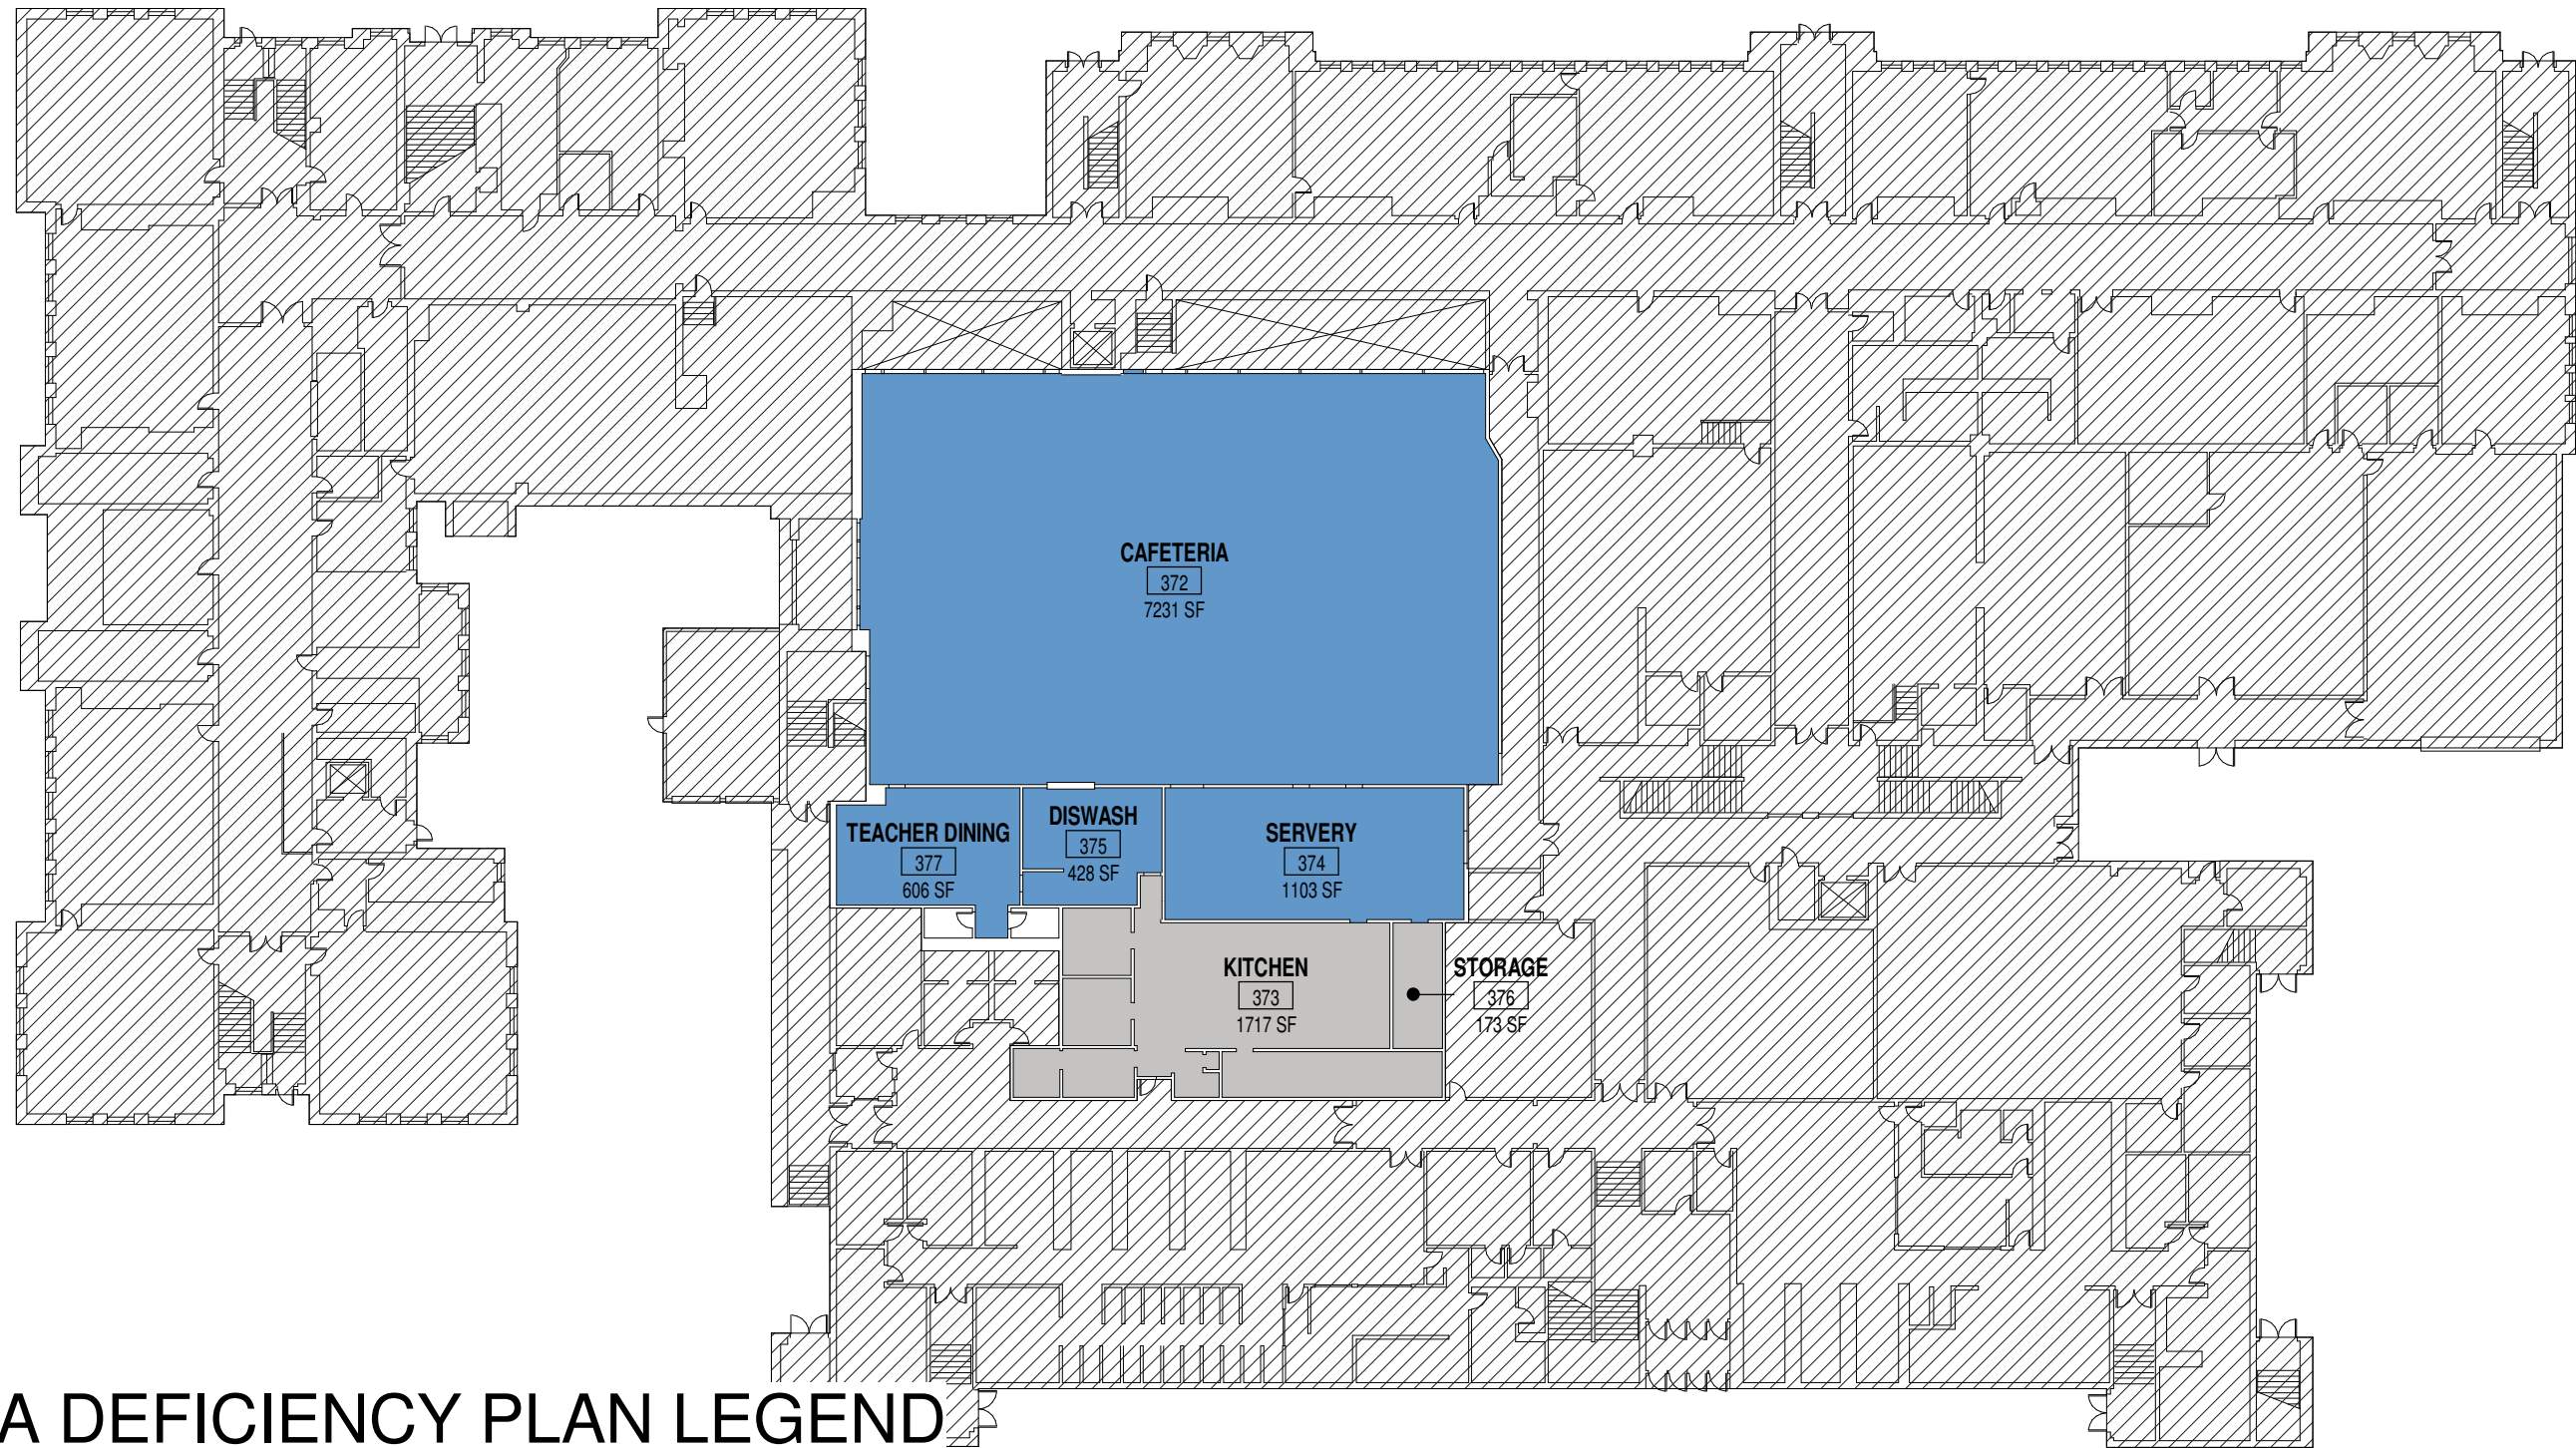 CAFETERIA
372
7231 SF
TEACHER DINING
377
606 SF
DISWASH
375
428 SF
SERVERY
374
1103 SF
KITCHEN
373
1717 SF
STORAGE
376
173 SF
A DEFICIENCY PLAN LEGEND